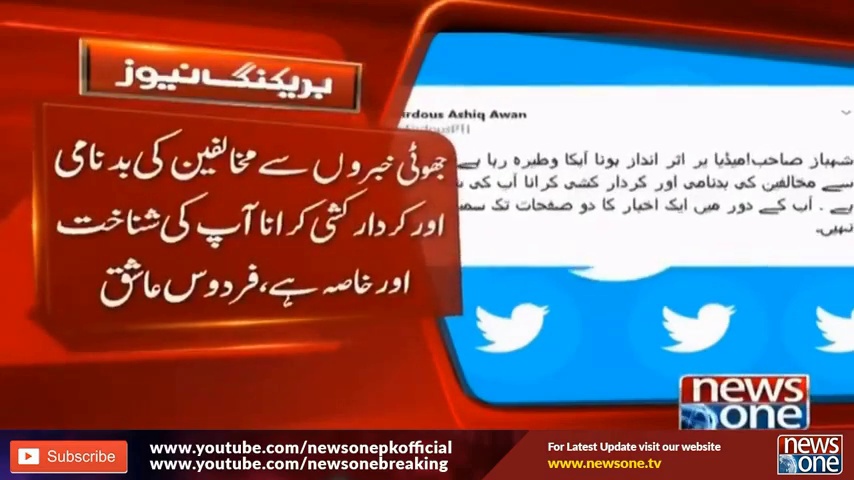 بریکنگ نیوز
جھوٹی خبروں سے مخالفین کی بدنامی
اور کردار کشی کرانا آپ کی شناخت
اور خاصہ ہے، فردوس عاشق
irdous Ashiq Awan
شہباز صاحب!میڈیا پر اثر انداز ہونا آپکا وطیرہ رہا ہے
سے مخالفین کی بدنامی اور کردار کشی کرانا آپ کی
ہے . آپ کے دور میں ایک اخبار کا دو صفحات تک
نہیں.
news
one
Subscribe
www.youtube.com/newsonepkofficial
www.youtube.com/newsonebreaking
For Latest Update visit our website
www.newsone.tv
news
one